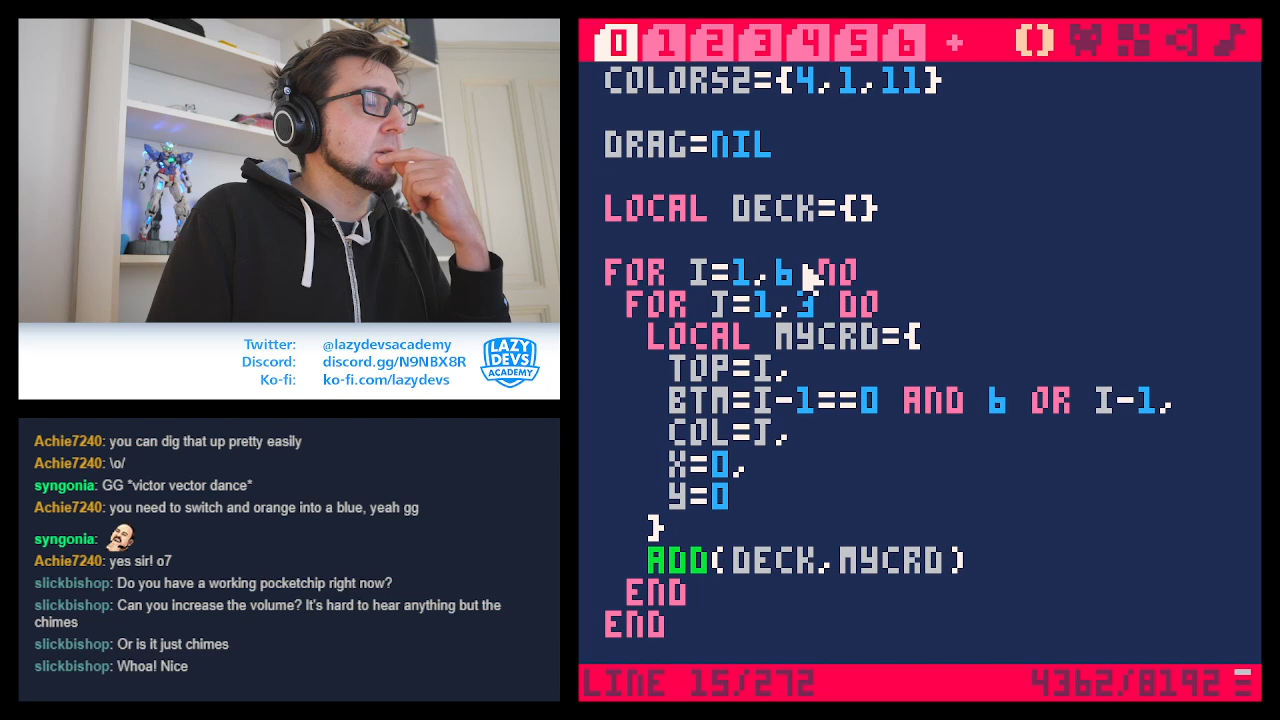 Twitter: @lazydevsacademy
Discord: discord.gg/N9NBX8R
Ko-fi: ko-fi.com/lazydevs
LAZY
DEVS
ACADEMY
Achie7240: you can dig that up pretty easily
Achie7240: \o/
syngonia: GG *victor vector dance*
Achie7240: you need to switch and orange into a blue, yeah gg
syngonia:
Achie7240: yes sir! o7
slickbishop: Do you have a working pocketchip right now?
slickbishop: Can you increase the volume? It's hard to hear anything but the
chimes
slickbishop: Or is it just chimes
slickbishop: Whoa! Nice
0 1 2 3 4 5 6 +
COLORS2={4,1,11}
DRAG=NIL
LOCAL DECK={}
FOR I=1,6
FOR J=1,3 DO
LOCAL MYCRD={
TOP=I,
BTM=I-1==0 AND 6 OR I-1,
COL=J,
X=0,
Y=0
}
ADD(DECK,MYCRD)
END
END
LINE 15/272
4362/8192